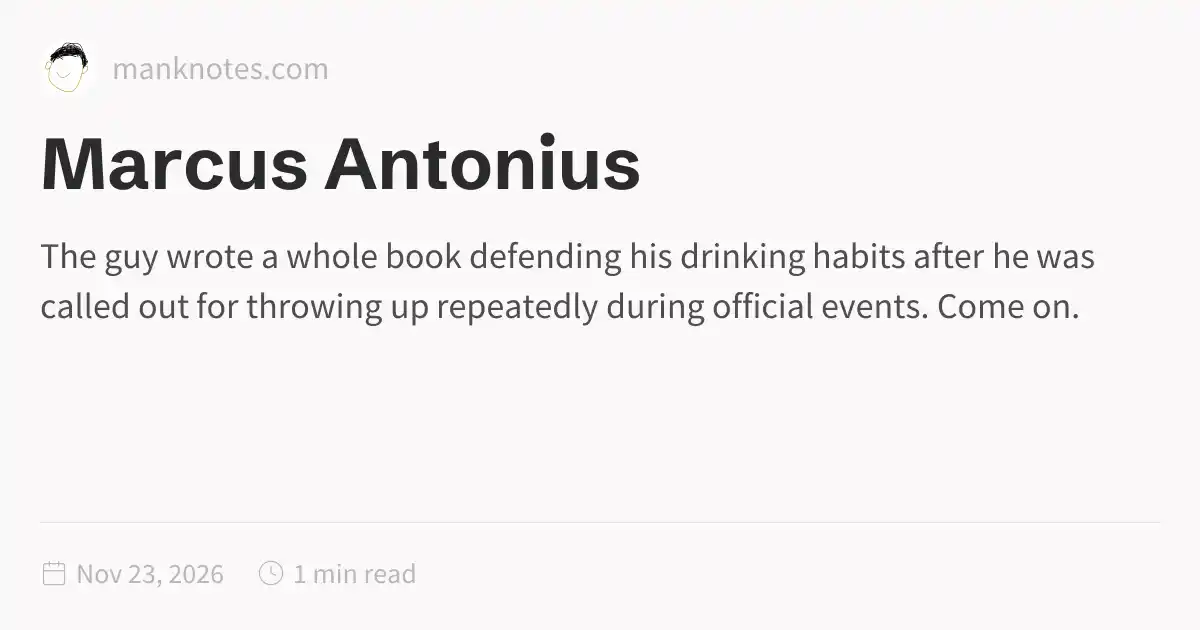 manknotes.com
Marcus Antonius
The guy wrote a whole book defending his drinking habits after he was
called out for throwing up repeatedly during official events. Come on.
Nov 23, 2026 1 min read